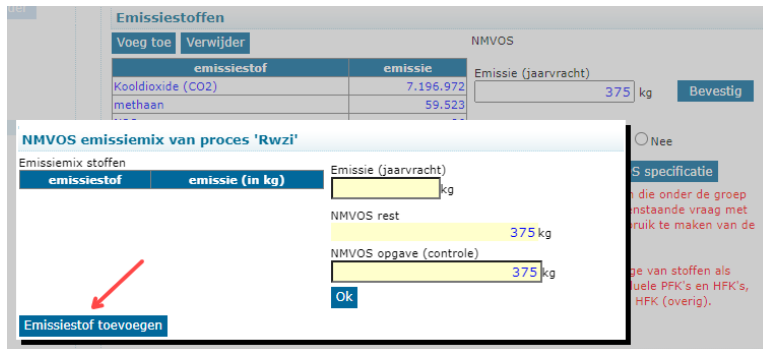 Emissiestoffen
Voeg toe Verwijder
NMVOS
emissiestof emissie
Emissie (jaarvracht)
Kooldioxide (CO2) 7.196.972
375 kg Bevestig
methaan 59.523
NMVOS emissiemix van proces 'Rwzi'
Nee
Emissiemix stoffen
Emissie (jaarvracht)
S specificatie
emissiestof emissie (in kg)
kg
die onder de groep
enstaande vraag met
NMVOS rest
ruik te maken van de
375 kg
NMVOS opgave (controle)
ge van stoffen als
375 kg
duele PFK's en HFK's,
Ok
HFK (overig).
Emissiestof toevoegen